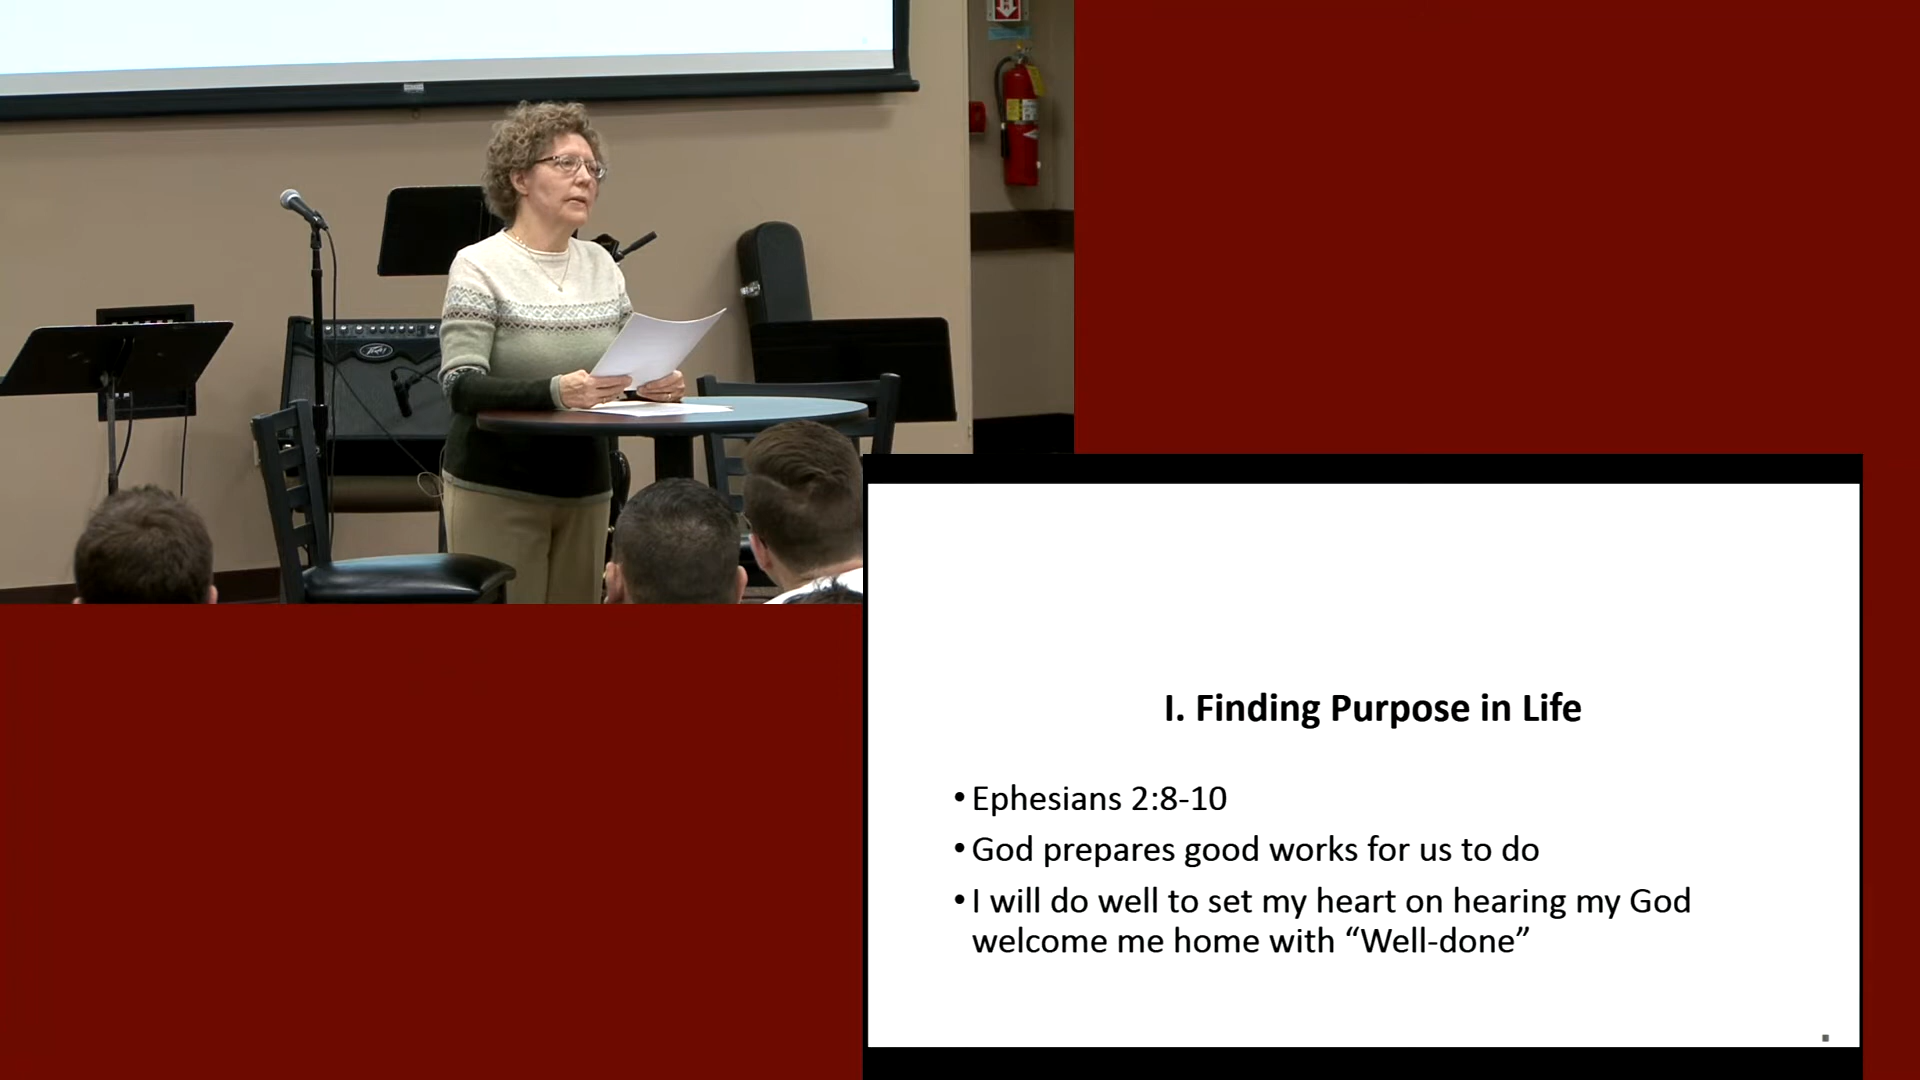 PEAVEY
I. Finding Purpose in Life
• Ephesians 2:8-10
• God prepares good works for us to do
• I will do well to set my heart on hearing my God
welcome me home with “Well-done”